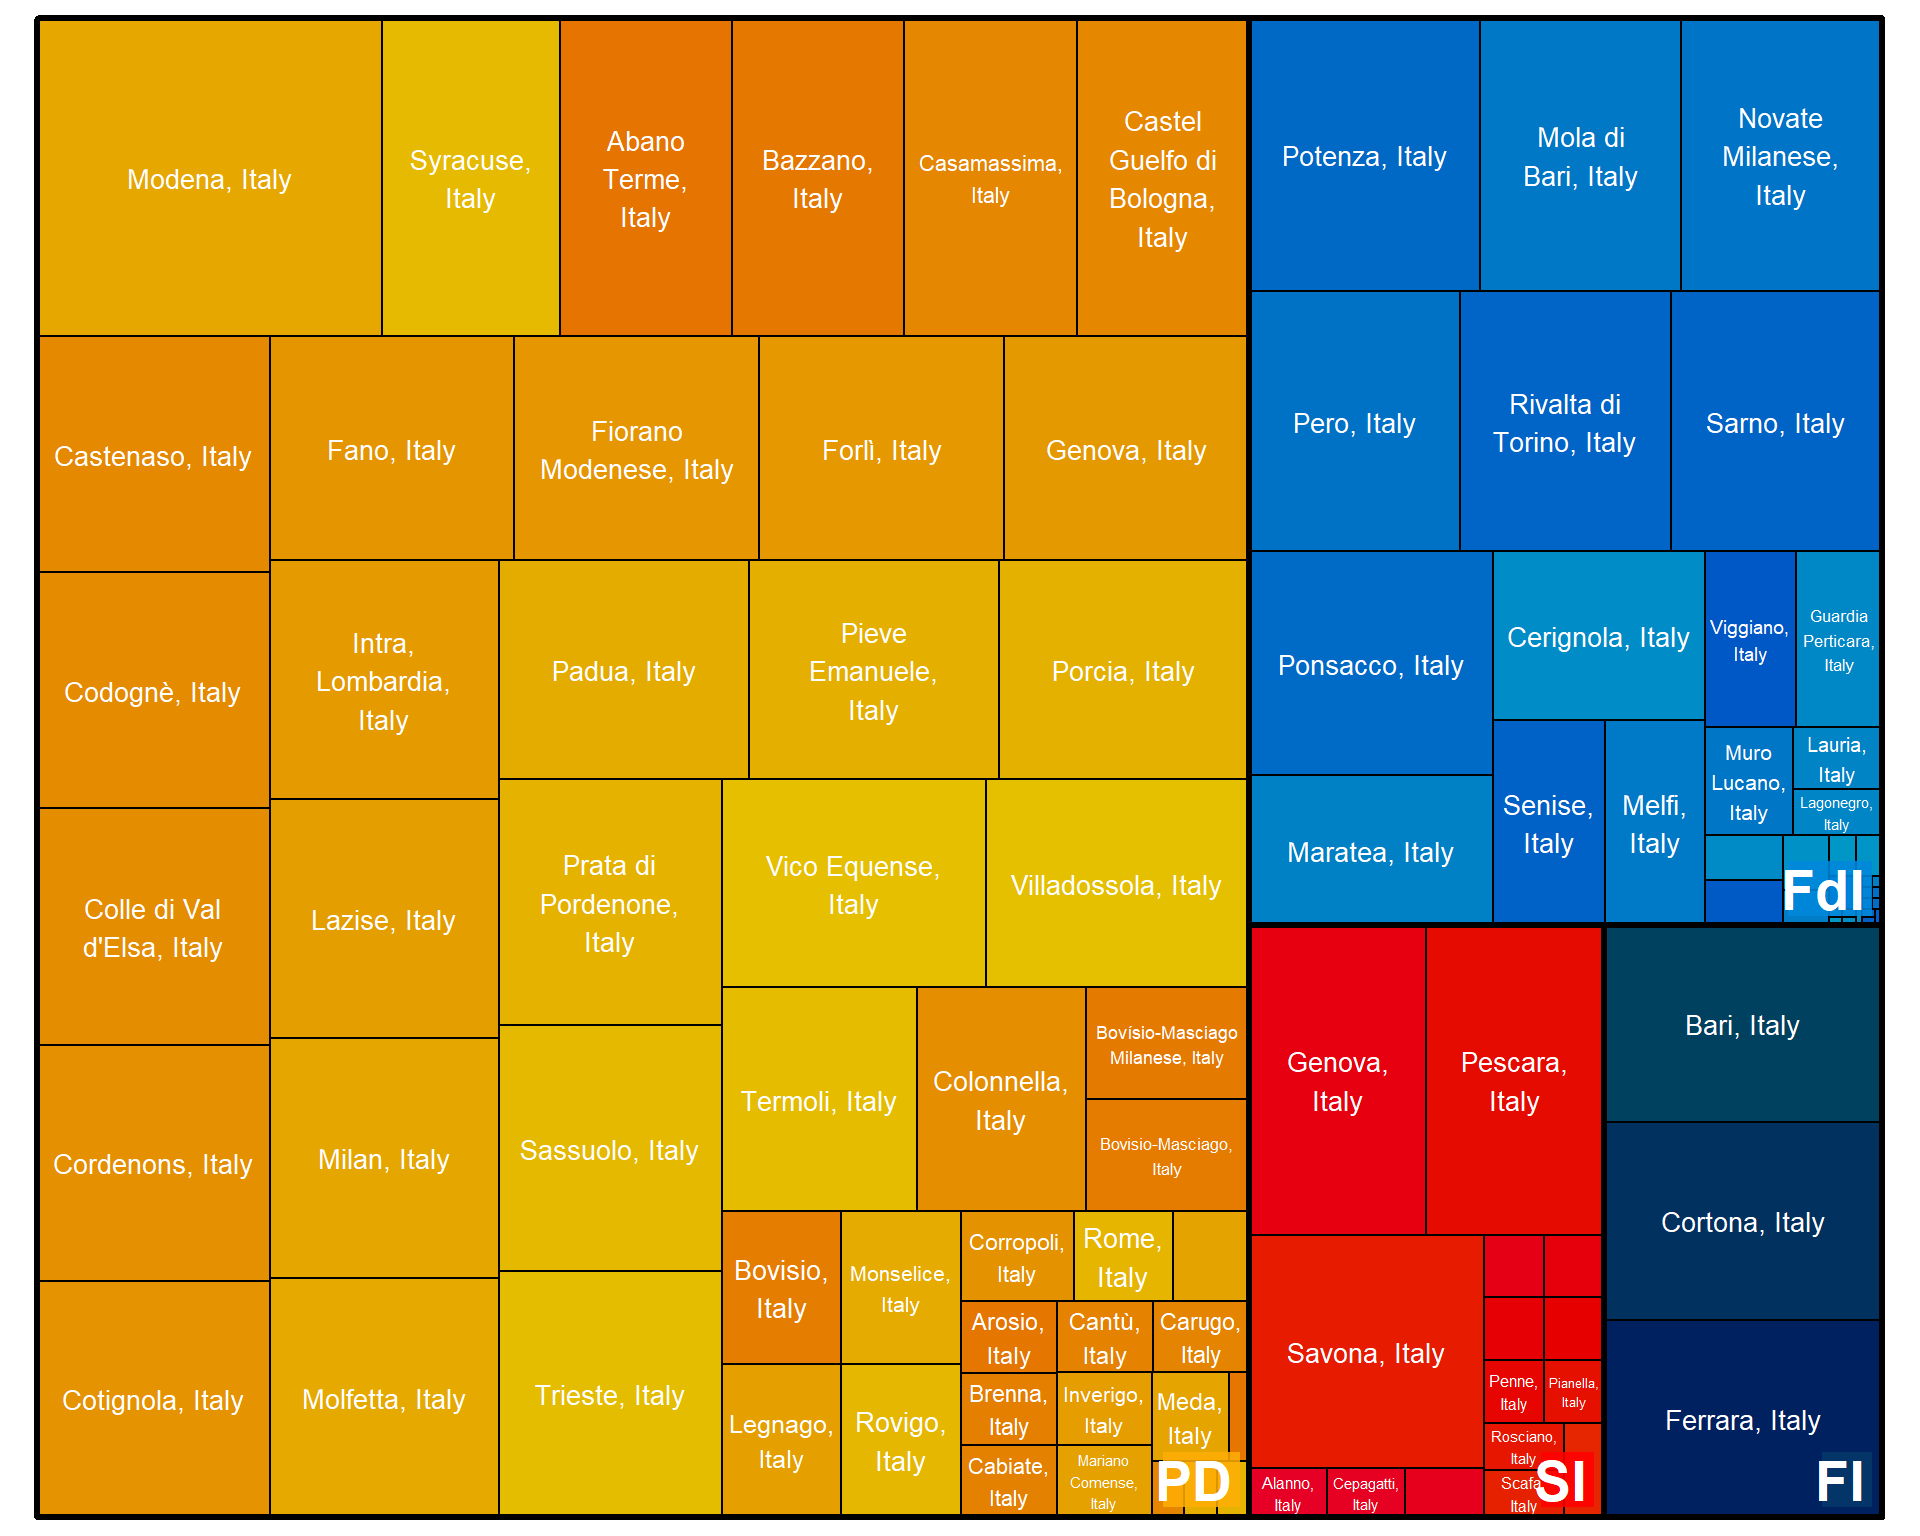 Modena, Italy
Syracuse,
Italy
Abano
Terme,
Italy
Bazzano,
Italy
Casamassima,
Italy
Castel
Guelfo di
Bologna,
Italy
Castenaso, Italy
Fano, Italy
Fiorano
Modenese, Italy
Forlì, Italy
Genova, Italy
Codognè, Italy
Intra,
Lombardia,
Italy
Padua, Italy
Pieve
Emanuele,
Italy
Porcia, Italy
Colle di Val
d'Elsa, Italy
Lazise, Italy
Prata di
Pordenone,
Italy
Vico Equense,
Italy
Villadossola, Italy
Cordenons, Italy
Milan, Italy
Sassuolo, Italy
Termoli, Italy
Colonnella,
Italy
Bovísio-Masciago
Milanese, Italy
Bovisio-Masciago,
Italy
Cotignola, Italy
Molfetta, Italy
Trieste, Italy
Bovisio,
Italy
Monselice,
Italy
Corropoli,
Italy
Rome,
Italy
Legnago,
Italy
Rovigo,
Italy
Arosio,
Italy
Cantù,
Italy
Carugo,
Italy
Brenna,
Italy
Inverigo,
Italy
Meda,
Italy
Cabiate,
Italy
Mariano
Comense,
Italy
PD
Potenza, Italy
Mola di
Bari, Italy
Novate
Milanese,
Italy
Pero, Italy
Rivalta di
Torino, Italy
Sarno, Italy
Ponsacco, Italy
Cerignola, Italy
Viggiano,
Italy
Guardia
Perticara,
Italy
Maratea, Italy
Senise,
Italy
Melfi,
Italy
Muro
Lucano,
Italy
Lauria,
Italy
Lagonegro,
Italy
FdI
Genova,
Italy
Pescara,
Italy
Savona, Italy
Penne,
Italy
Pianella,
Italy
Rosciano,
Italy
Alanno,
Italy
Cepagatti,
Italy
Scafa,
Italy
SI
Bari, Italy
Cortona, Italy
Ferrara, Italy
FI